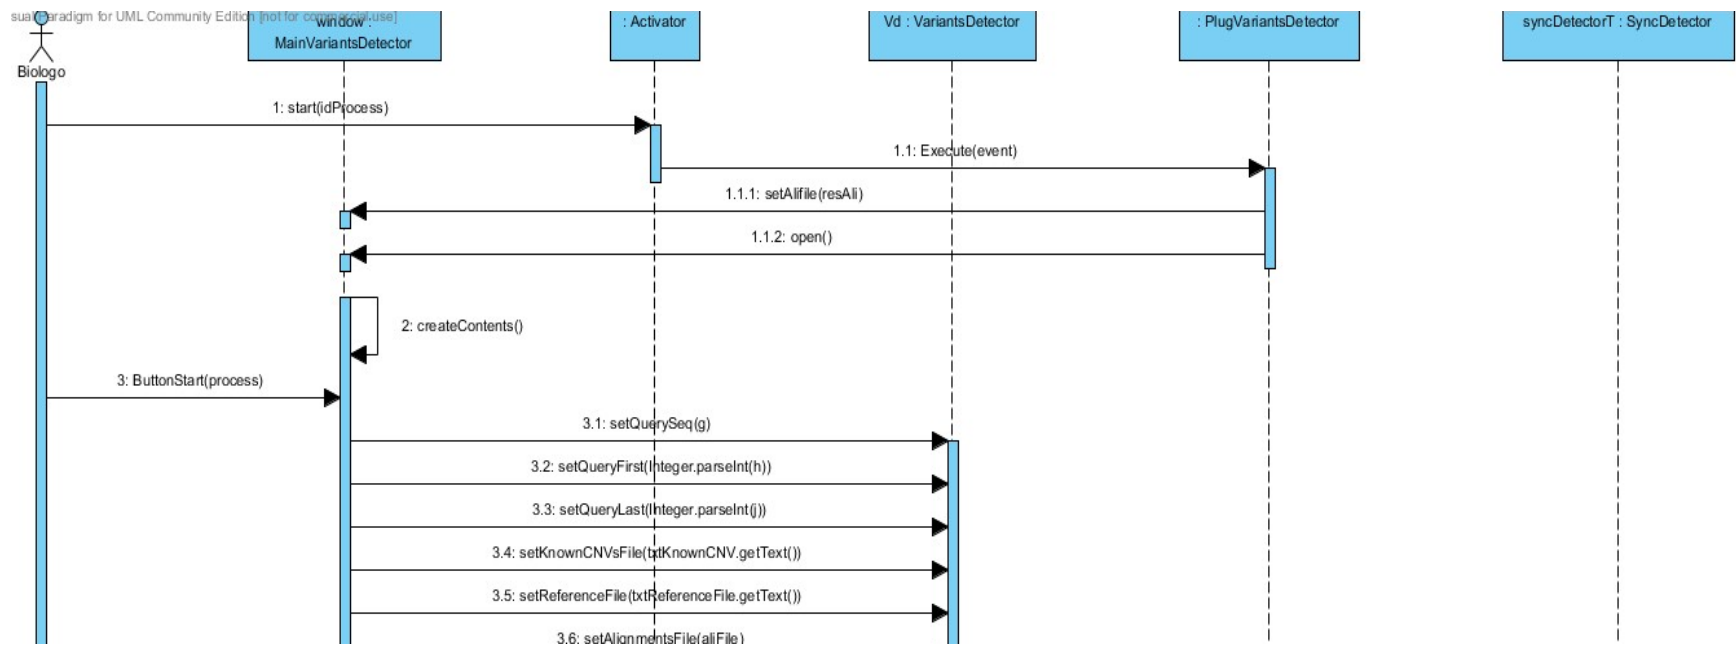 sual Paradigm for UML Community Edition [not for commercial use]
window :
MainVariantsDetector
: Activator
Vd : VariantsDetector
: PlugVariantsDetector
syncDetectorT : SyncDetector
Biologo
1: start(idProcess)
1.1: Execute(event)
1.1.1: setAlifile(resAli)
1.1.2: open()
2: createContents()
3: ButtonStart(process)
3.1: setQuerySeq(g)
3.2: setQueryFirst(Integer.parseInt(h))
3.3: setQueryLast(Integer.parseInt(j))
3.4: setKnownCNVsFile(txtKnownCNV.getText())
3.5: setReferenceFile(txtReferenceFile.getText())
3.6: setAlignmentsFile(aliFile)